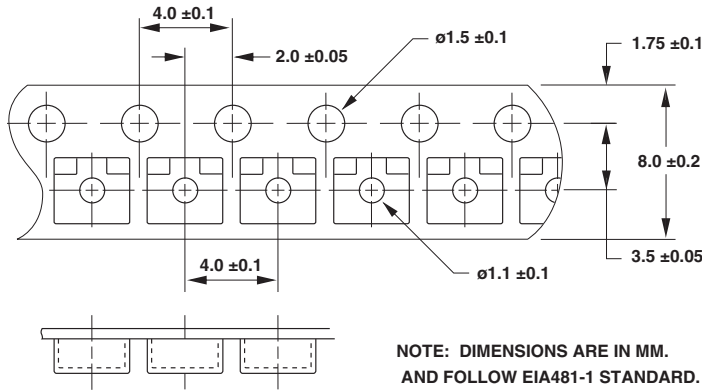 4.0 ±0.1
ø1.5 ±0.1
1.75 ±0.1
2.0 ±0.05
8.0 ±0.2
4.0 ±0.1
3.5 ±0.05
ø1.1 ±0.1
NOTE: DIMENSIONS ARE IN MM.
AND FOLLOW EIA481-1 STANDARD.